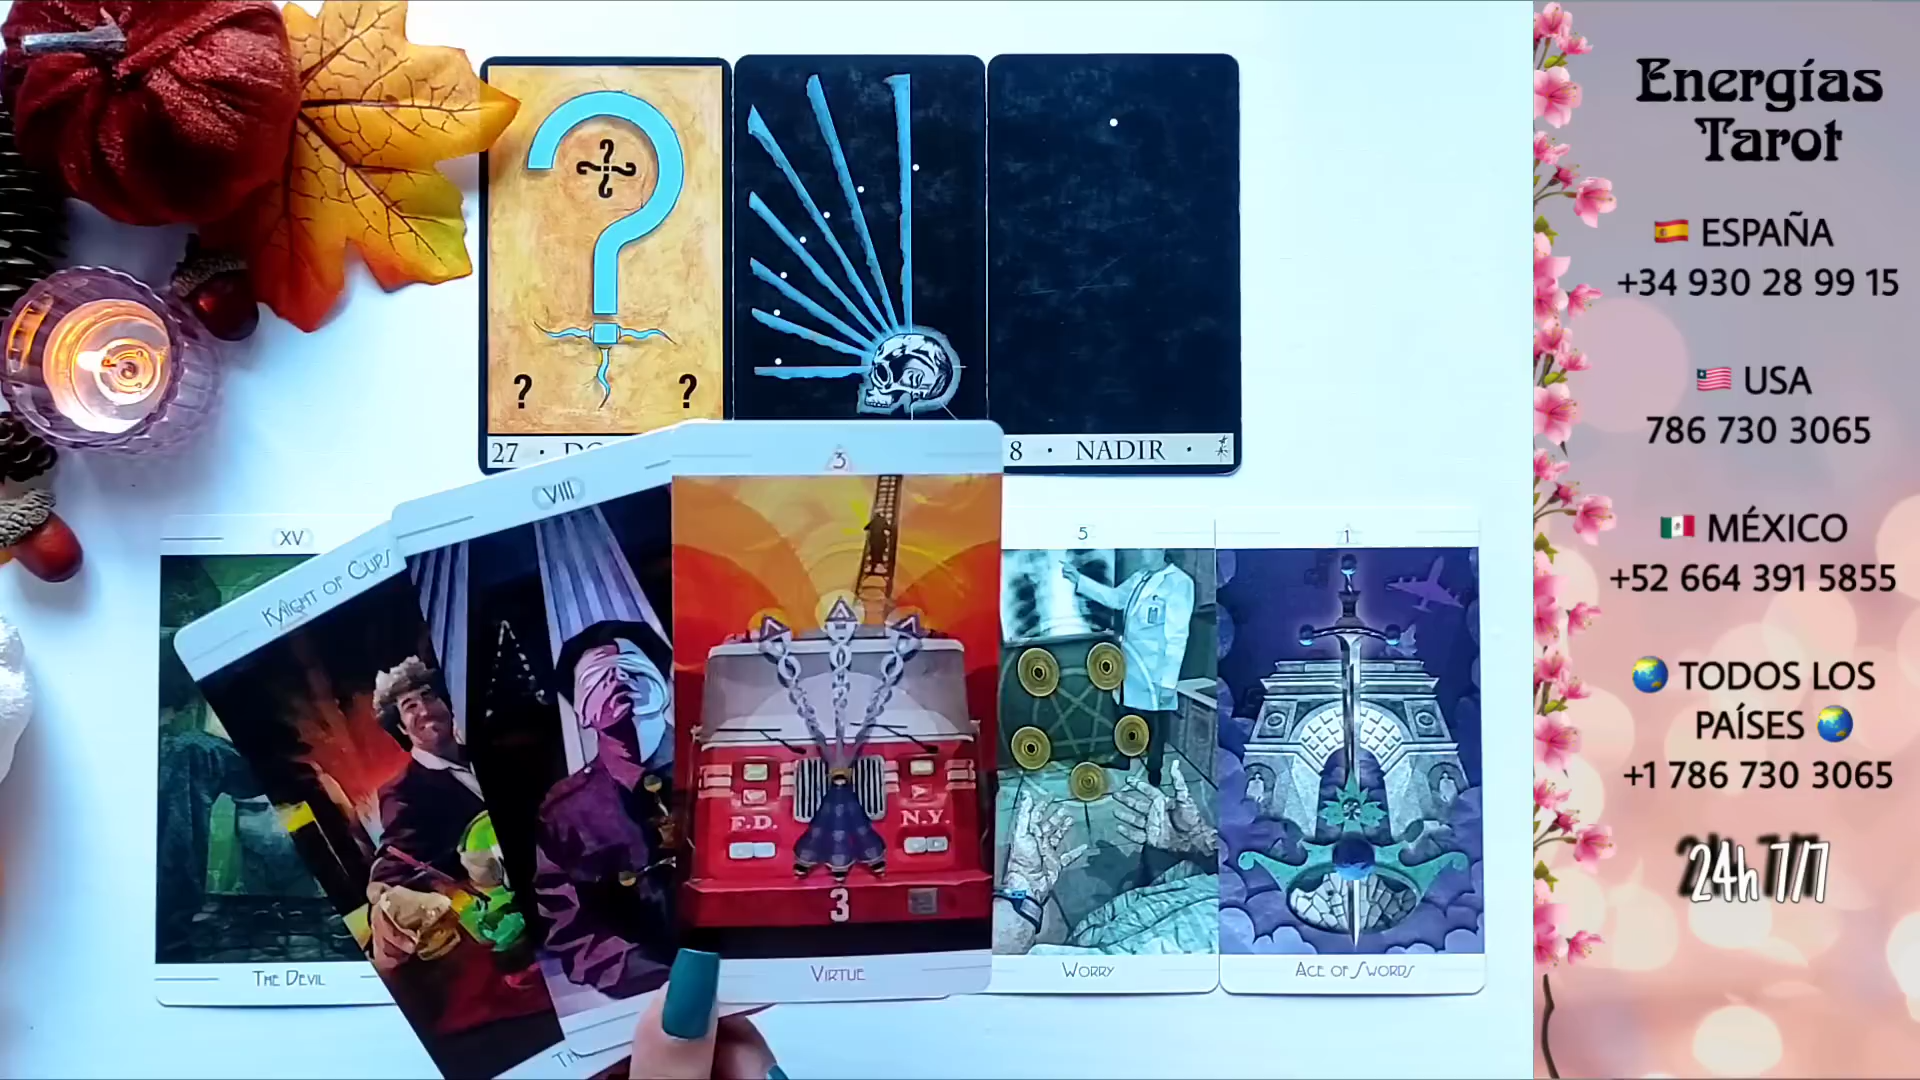 27 ·
8 · NADIR ·
XV
KNIGHT OF CUPS
VIII
3
5
1
F.D. N.Y.
3
THE DEVIL
VIRTUE
WORRY
ACE OF SWORDS
Energías
Tarot
ESPAÑA
+34 930 28 99 15
USA
786 730 3065
MÉXICO
+52 664 391 5855
TODOS LOS
PAÍSES
+1 786 730 3065
24h 7/7